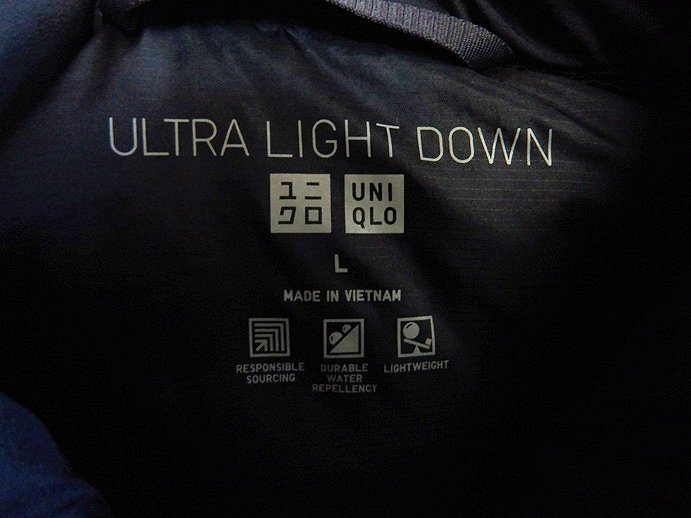 ULTRA LIGHT DOWN
ユニ UNI
クロ QLO
L
MADE IN VIETNAM
RESPONSIBLE DURABLE LIGHTWEIGHT
SOURCING WATER
REPELLENCY